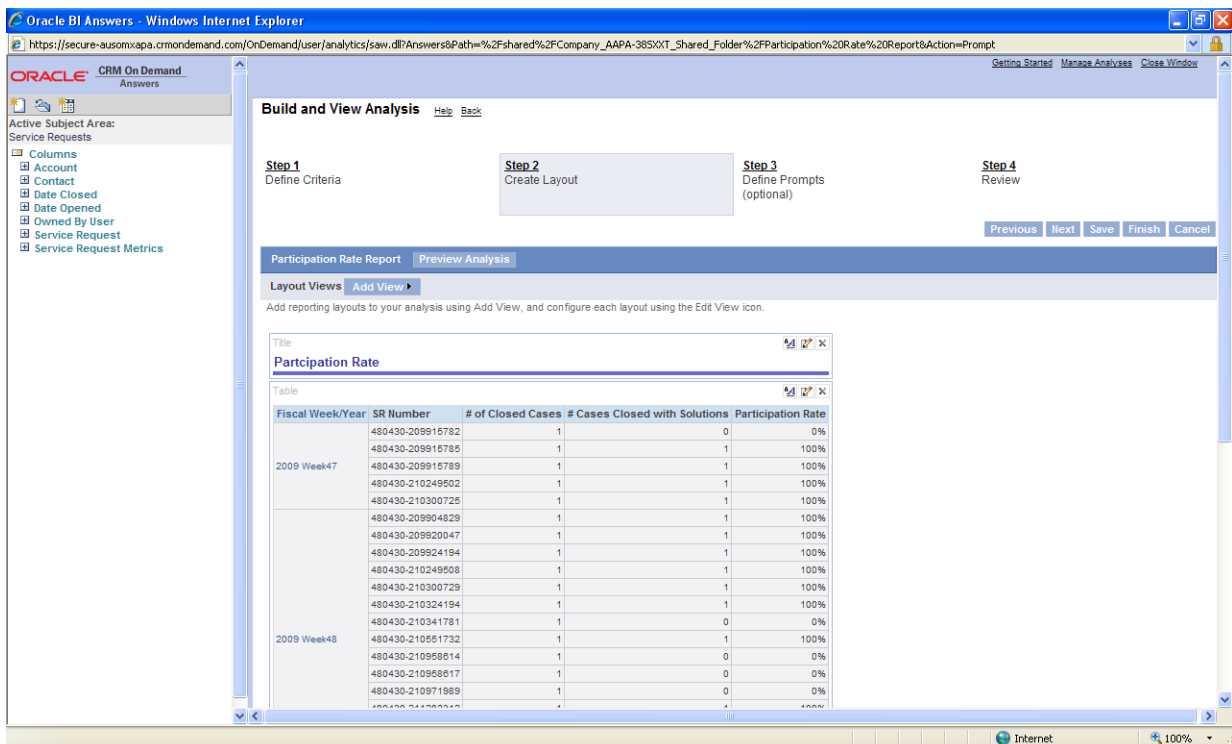 Oracle BI Answers - Windows Internet Explorer
https://secure-ausomxapa.crmondemand.com/OnDemand/user/analytics/saw.dll?Answers&Path=%2Fshared%2FCompany_AAPA-385XXT_Shared_Folder%2FParticipation%20Rate%20Report&Action=Prompt
ORACLE CRM On Demand
Answers
Getting Started Manage Analyses Close Window
Active Subject Area:
Service Requests
Columns
Account
Contact
Date Closed
Date Opened
Owned By User
Service Request
Service Request Metrics
Build and View Analysis Help Back
Step 1
Define Criteria
Step 2
Create Layout
Step 3
Define Prompts
(optional)
Step 4
Review
Previous Next Save Finish Cancel
Participation Rate Report Preview Analysis
Layout Views Add View
Add reporting layouts to your analysis using Add View, and configure each layout using the Edit View icon.
Title
Partcipation Rate
Table
Fiscal Week/Year SR Number # of Closed Cases # Cases Closed with Solutions Participation Rate
480430-209915782 1 0 0%
480430-209915785 1 1 100%
2009 Week47 480430-209915789 1 1 100%
480430-210249502 1 1 100%
480430-210300725 1 1 100%
480430-209904829 1 1 100%
480430-209920047 1 1 100%
480430-209924194 1 1 100%
480430-210249508 1 1 100%
480430-210300729 1 1 100%
480430-210324194 1 1 100%
480430-210341781 1 0 0%
2009 Week48 480430-210551732 1 1 100%
480430-210958614 1 0 0%
480430-210958617 1 0 0%
480430-210971989 1 0 0%
Internet 100%